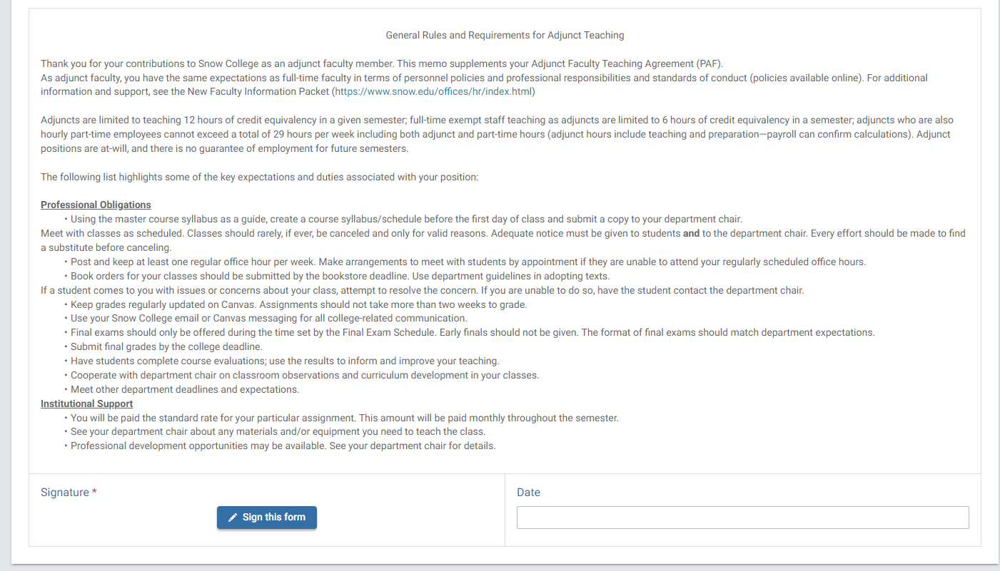 General Rules and Requirements for Adjunct Teaching
Thank you for your contributions to Snow College as an adjunct faculty member. This memo supplements your Adjunct Faculty Teaching Agreement (PAF).
As adjunct faculty, you have the same expectations as full-time faculty in terms of personnel policies and professional responsibilities and standards of conduct (policies available online). For additional
information and support, see the New Faculty Information Packet (https://www.snow.edu/offices/hr/index.html)
Adjuncts are limited to teaching 12 hours of credit equivalency in a given semester; full-time exempt staff teaching as adjuncts are limited to 6 hours of credit equivalency in a semester; adjuncts who are also
hourly part-time employees cannot exceed a total of 29 hours per week including both adjunct and part-time hours (adjunct hours include teaching and preparation—payroll can confirm calculations). Adjunct
positions are at-will, and there is no guarantee of employment for future semesters.
The following list highlights some of the key expectations and duties associated with your position:
Professional Obligations
• Using the master course syllabus as a guide, create a course syllabus/schedule before the first day of class and submit a copy to your department chair.
Meet with classes as scheduled. Classes should rarely, if ever, be canceled and only for valid reasons. Adequate notice must be given to students and to the department chair. Every effort should be made to find
a substitute before canceling.
• Post and keep at least one regular office hour per week. Make arrangements to meet with students by appointment if they are unable to attend your regularly scheduled office hours.
• Book orders for your classes should be submitted by the bookstore deadline. Use department guidelines in adopting texts.
If a student comes to you with issues or concerns about your class, attempt to resolve the concern. If you are unable to do so, have the student contact the department chair.
• Keep grades regularly updated on Canvas. Assignments should not take more than two weeks to grade.
• Use your Snow College email or Canvas messaging for all college-related communication.
• Final exams should only be offered during the time set by the Final Exam Schedule. Early finals should not be given. The format of final exams should match department expectations.
• Submit final grades by the college deadline.
• Have students complete course evaluations; use the results to inform and improve your teaching.
• Cooperate with department chair on classroom observations and curriculum development in your classes.
• Meet other department deadlines and expectations.
Institutional Support
• You will be paid the standard rate for your particular assignment. This amount will be paid monthly throughout the semester.
• See your department chair about any materials and/or equipment you need to teach the class.
• Professional development opportunities may be available. See your department chair for details.
Signature *
Sign this form
Date